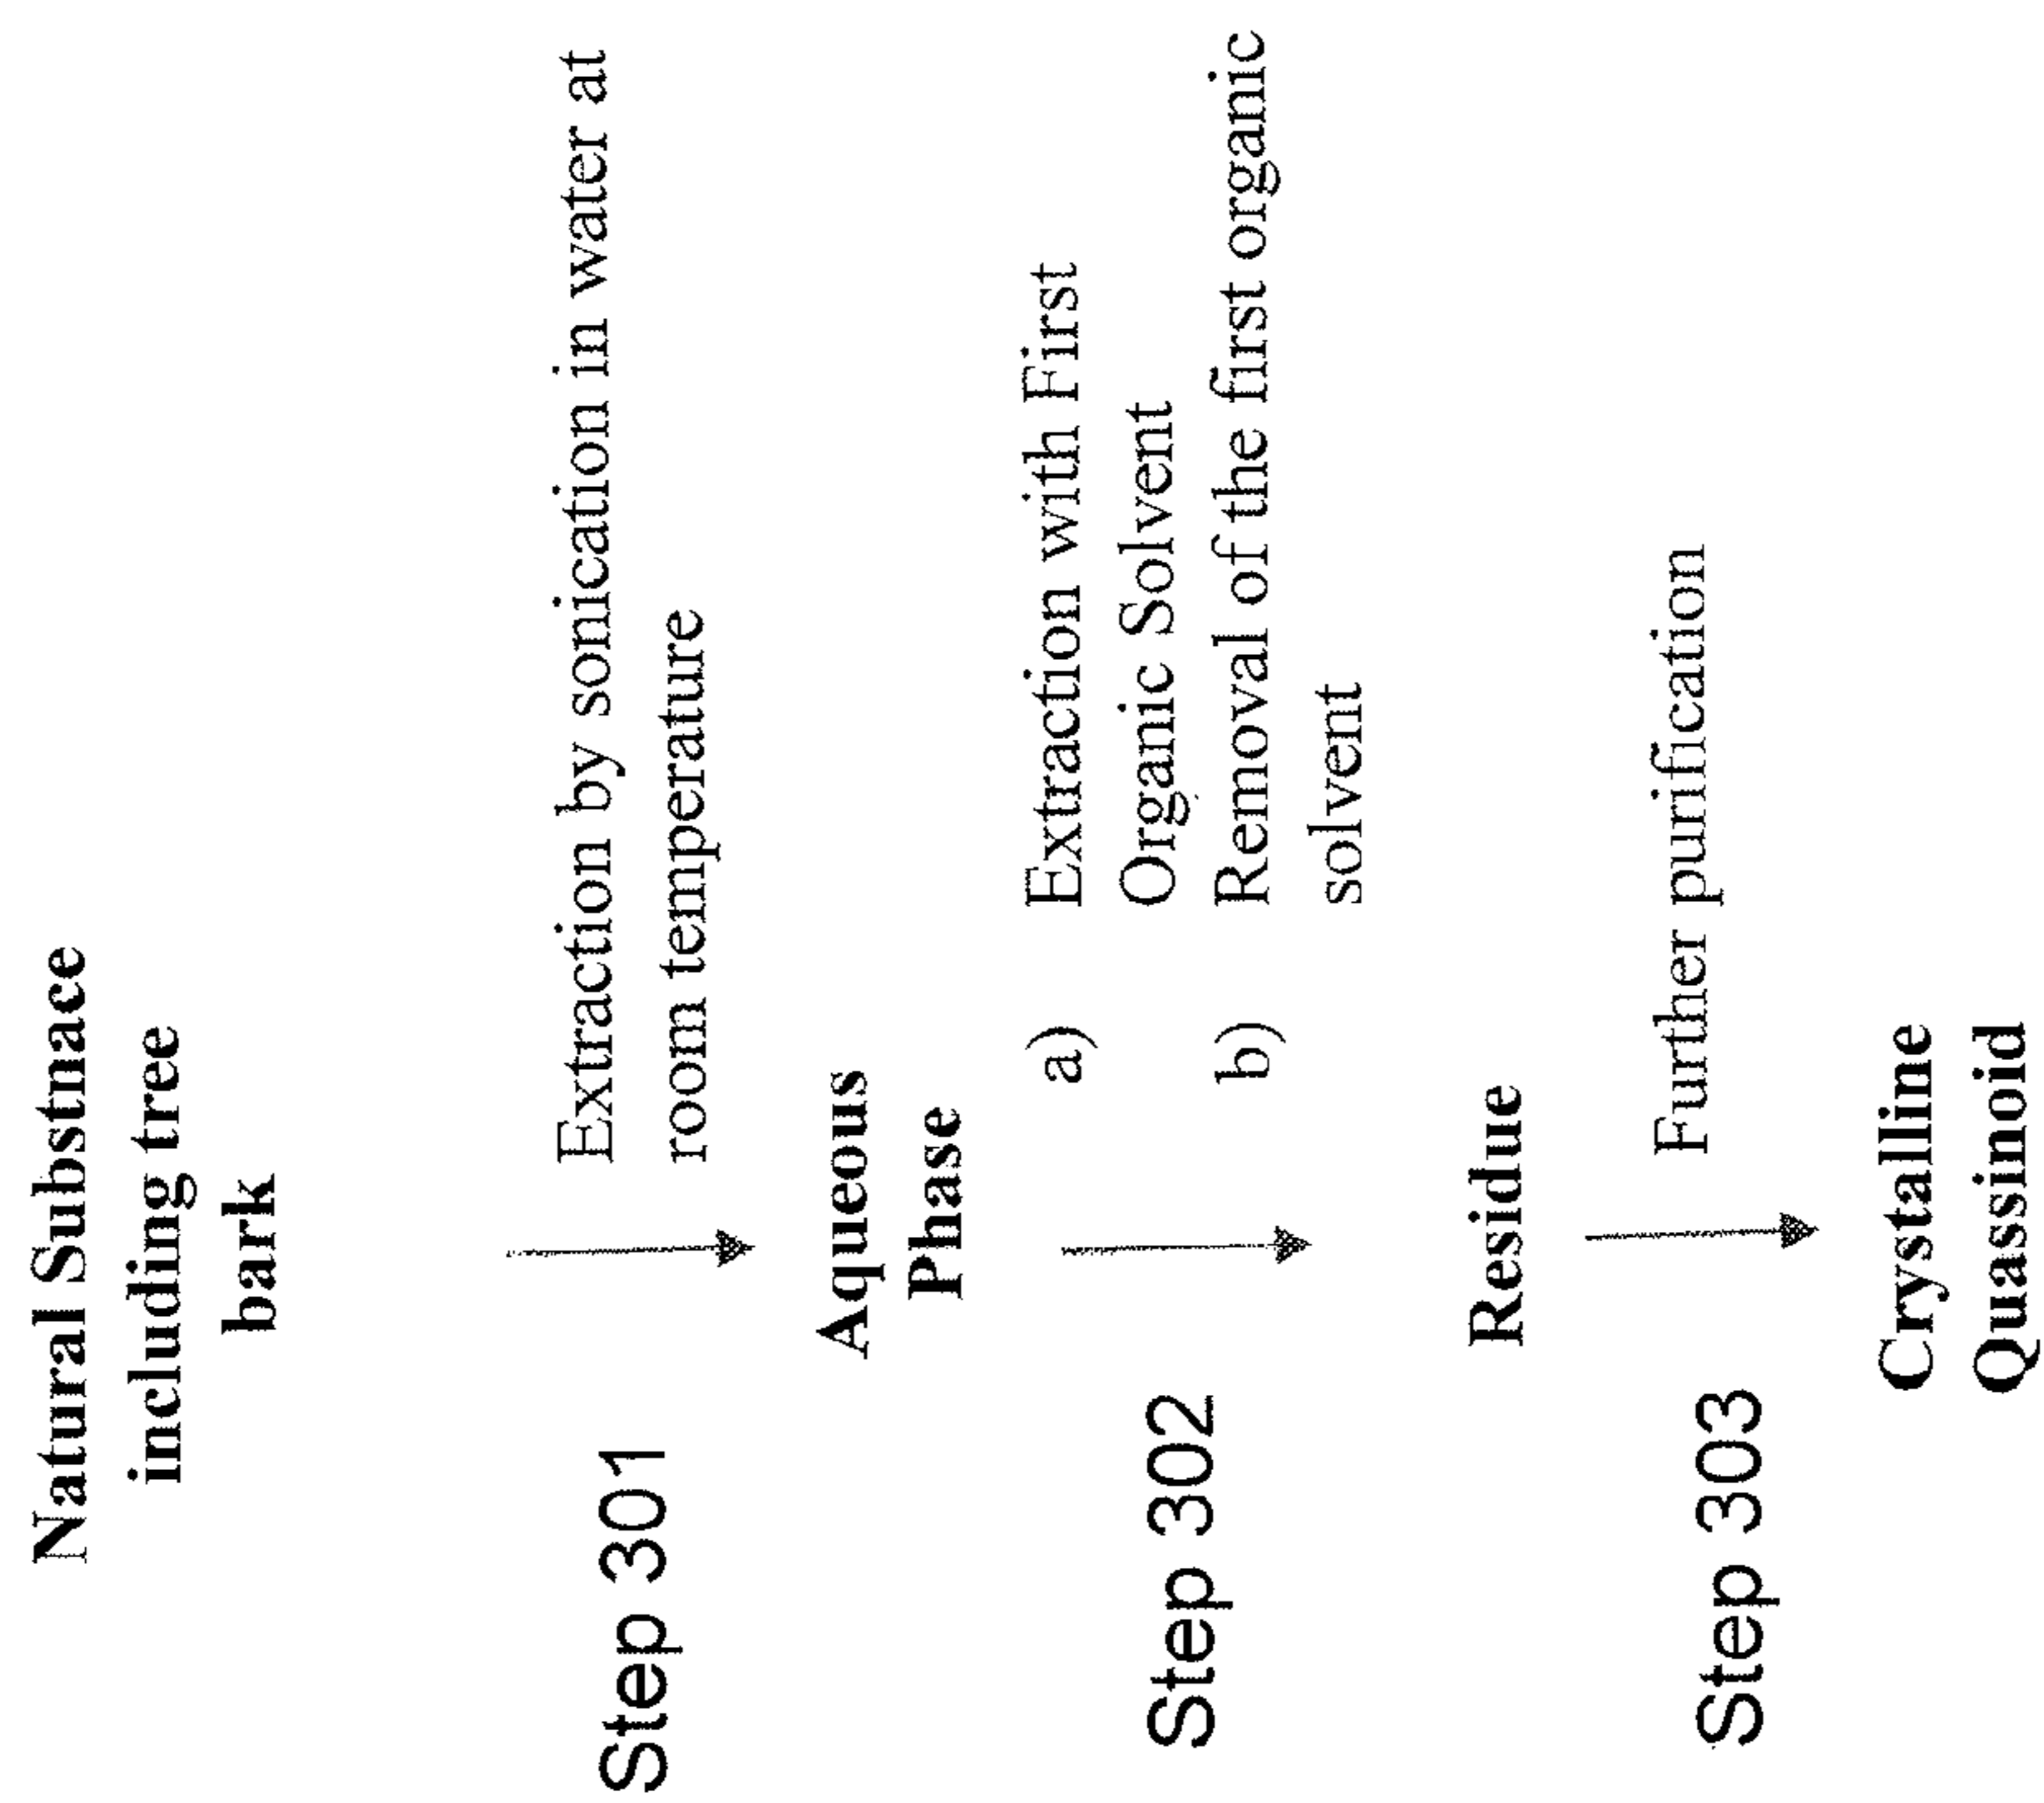 Natural Substnace
including tree
bark
Step 301
Extraction by sonication in water at
room temperature
Aqueous
Phase
Step 302
a) Extraction with First
Organic Solvent
b) Removal of the first organic
solvent
Residue
Step 303
Further purification
Crystalline
Quassinoid